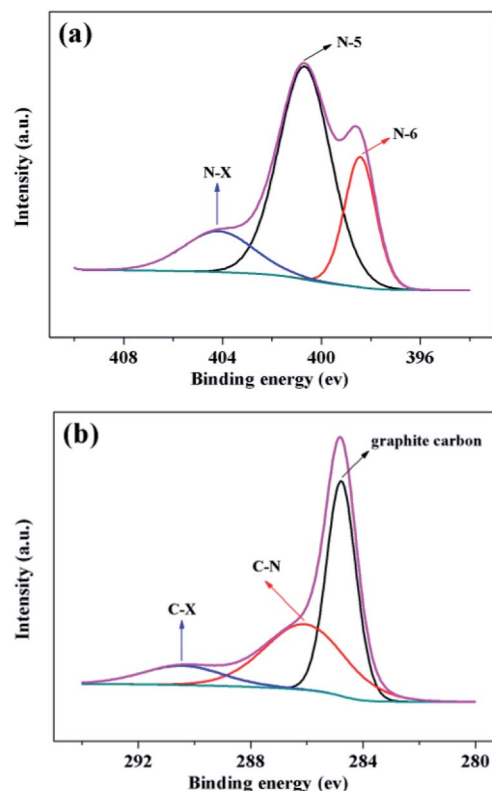 (a)
N-5
N-6
N-X
Intensity (a.u.)
408 404 400 396
Binding energy (ev)
(b)
graphite carbon
C-N
C-X
Intensity (a.u.)
292 288 284 280
Binding energy (ev)